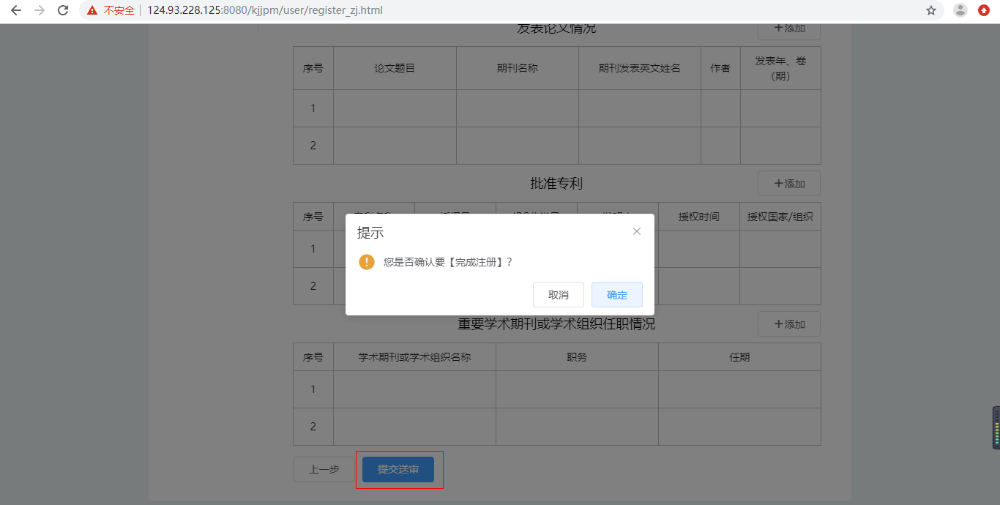 不安全 124.93.228.125:8080/kjjpm/user/register_zj.html
发表论文情况 +添加
序号 论文题目 期刊名称 期刊发表英文姓名 作者 发表年、卷
（期）
1
2
批准专利 +添加
序号 授权时间 授权国家/组织
提示
1
您是否确认要【完成注册】?
2
取消 确定
重要学术期刊或学术组织任职情况 +添加
序号 学术期刊或学术组织名称 职务 任期
1
2
上一步 提交送审